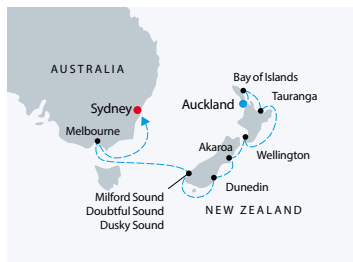 Bay of Islands
AUSTRALIA
Tauranga
Sydney
Auckland
Melbourne
Akaroa
Wellington
Dunedin
Milford Sound
Doubtful Sound
Dusky Sound
NEW ZEALAND